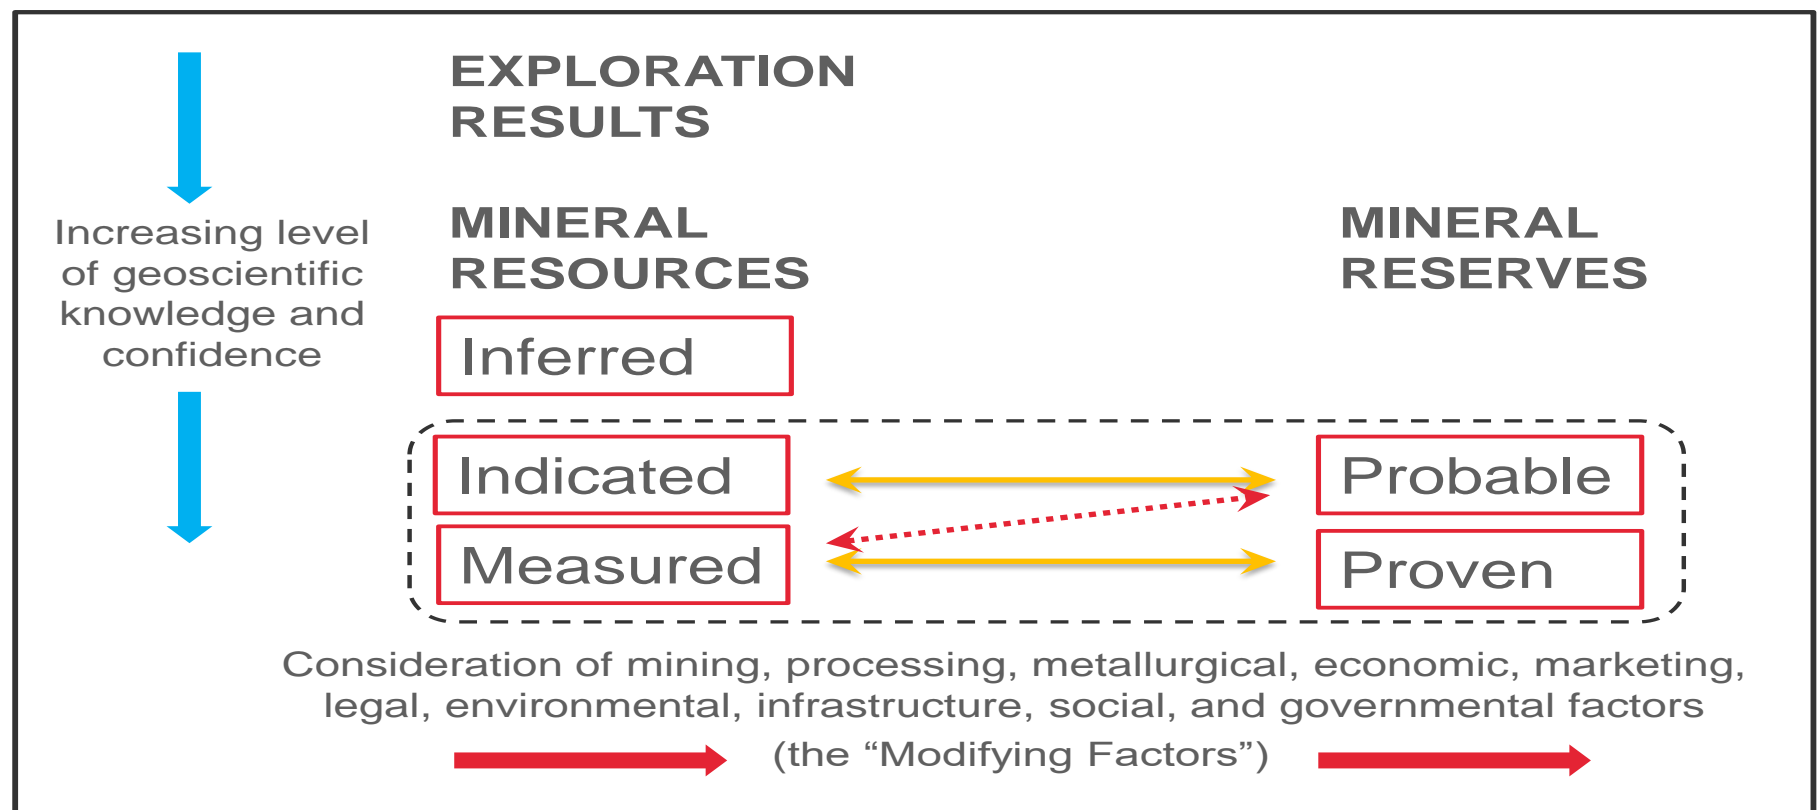 EXPLORATION
RESULTS
Increasing level
of geoscientific
knowledge and
confidence
MINERAL
RESOURCES
MINERAL
RESERVES
Inferred
Indicated
Probable
Measured
Proven
Consideration of mining, processing, metallurgical, economic, marketing,
legal, environmental, infrastructure, social, and governmental factors
(the “Modifying Factors”)